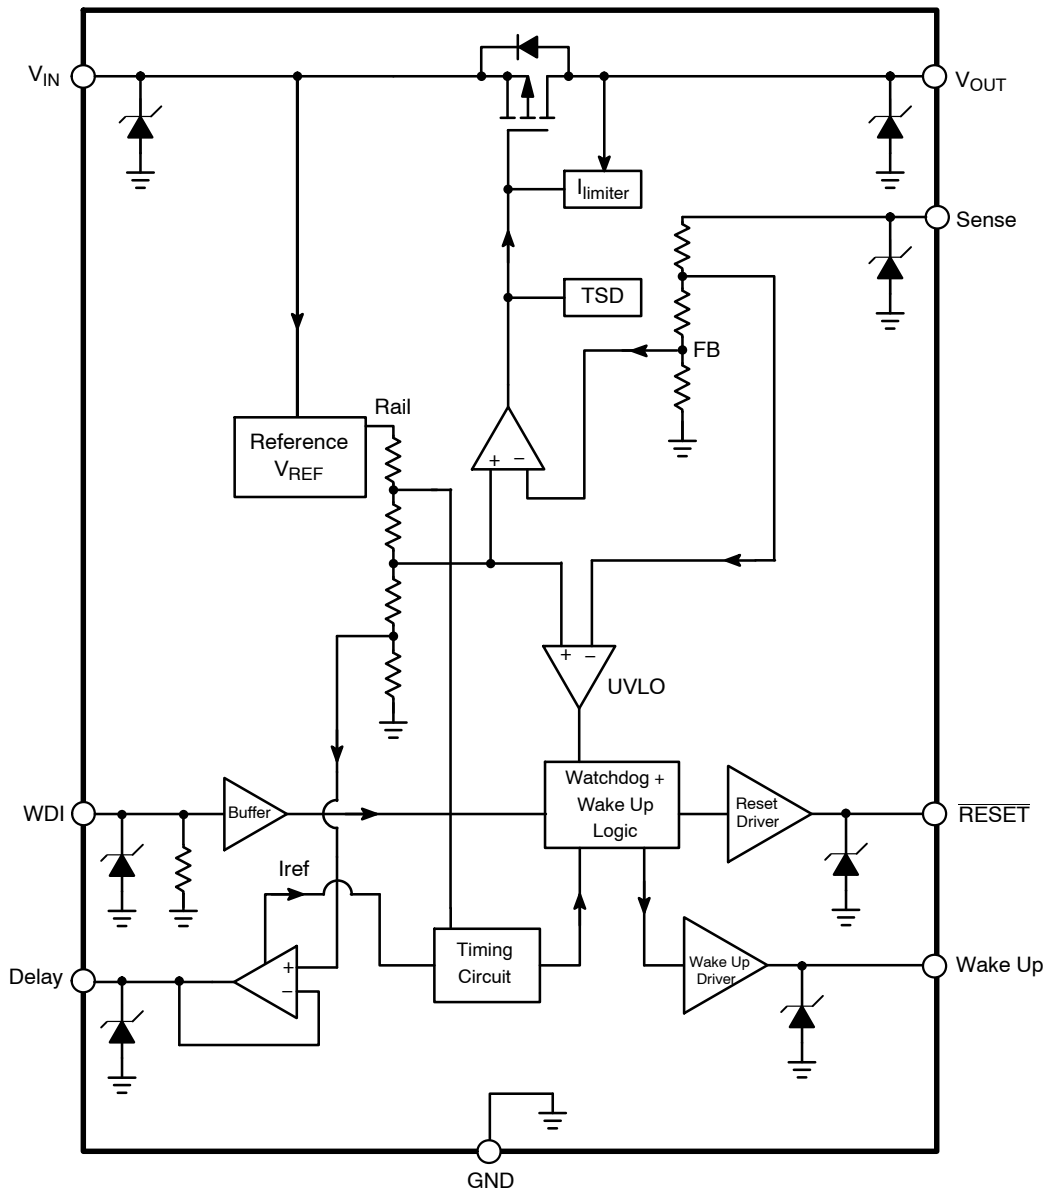 VIN
VOUT
Ilimiter
Sense
TSD
FB
Rail
Reference
VREF
+ −
+ −
UVLO
WDI
Buffer
Watchdog +
Wake Up
Logic
Reset
Driver
RESET
Iref
Delay
+
−
Timing
Circuit
Wake Up
Driver
Wake Up
GND